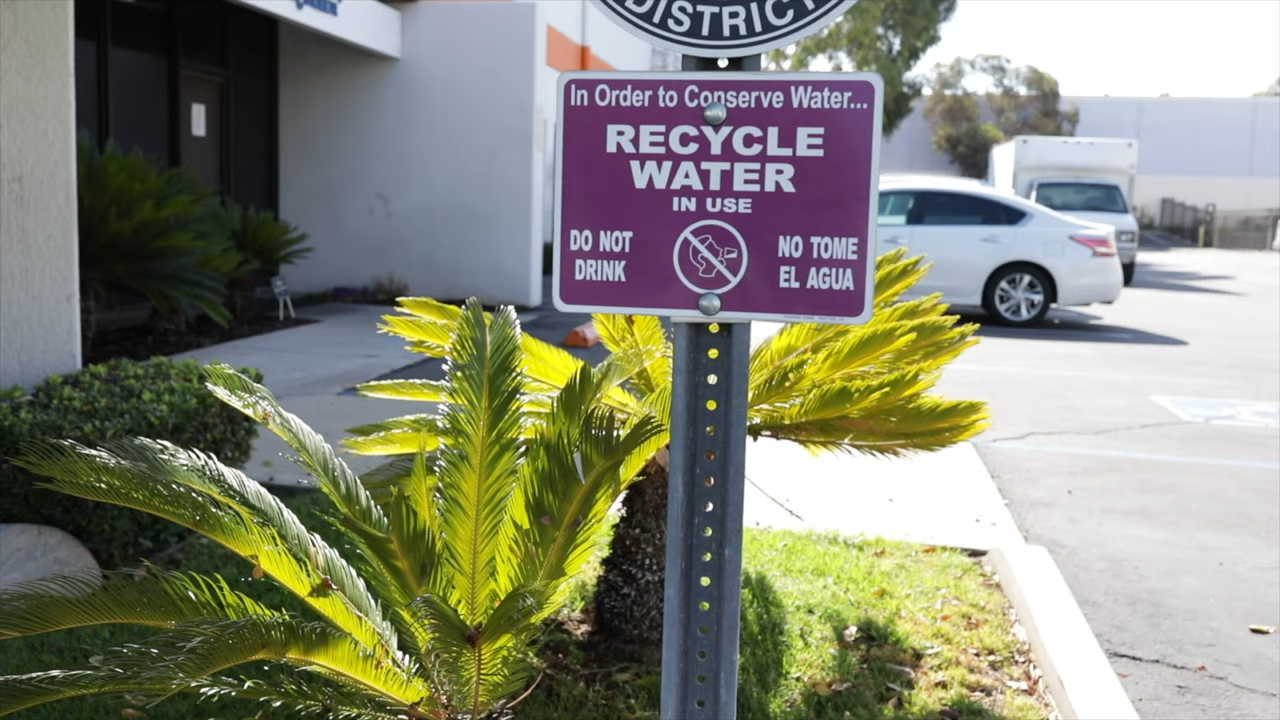 DISTRICT
In Order to Conserve Water...
RECYCLE
WATER
IN USE
DO NOT
DRINK
NO TOME
EL AGUA